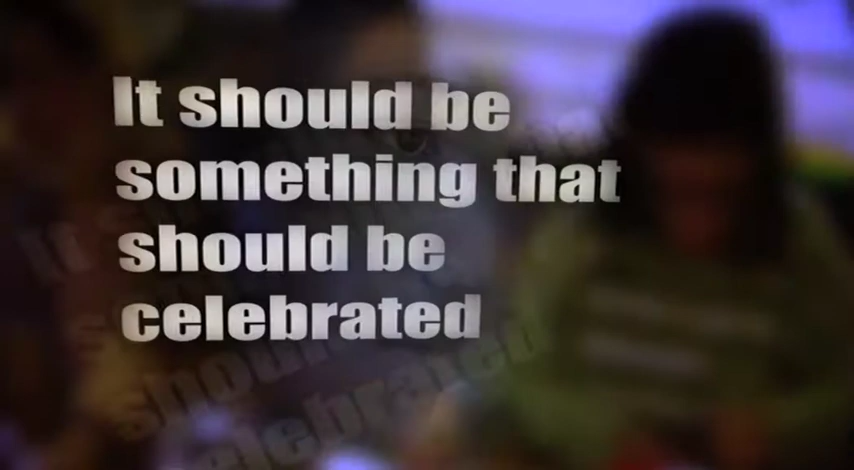 It should be
something that
should be
celebrated